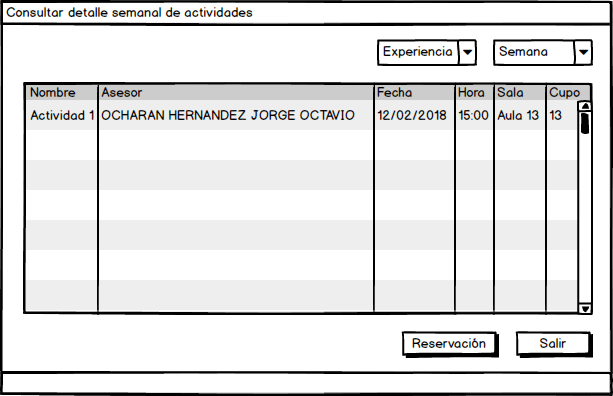 Consultar detalle semanal de actividades
Experiencia Semana
Nombre Asesor Fecha Hora Sala Cupo
Actividad 1 OCHARAN HERNANDEZ JORGE OCTAVIO 12/02/2018 15:00 Aula 13 13
Reservación Salir